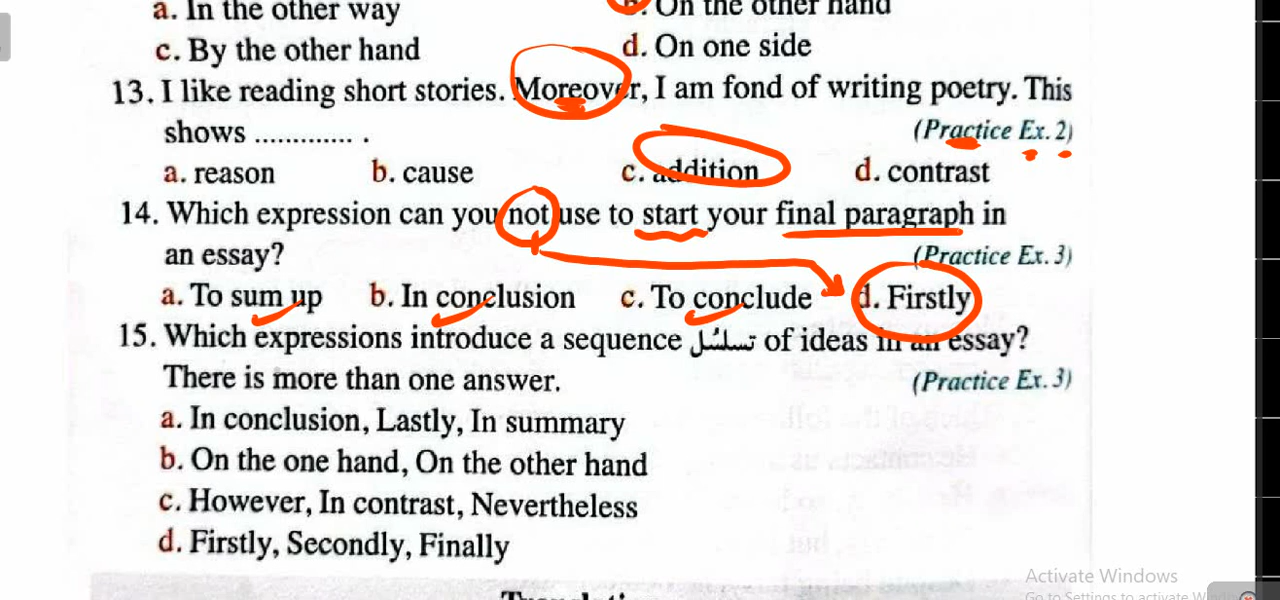 a. In the other way b. On the other hand
c. By the other hand d. On one side
13. I like reading short stories. Moreover, I am fond of writing poetry. This
shows ............. . (Practice Ex. 2)
a. reason b. cause c. addition d. contrast
14. Which expression can you not use to start your final paragraph in
an essay? (Practice Ex. 3)
a. To sum up b. In conclusion c. To conclude d. Firstly
15. Which expressions introduce a sequence تسلسل of ideas in an essay?
There is more than one answer. (Practice Ex. 3)
a. In conclusion, Lastly, In summary
b. On the one hand, On the other hand
c. However, In contrast, Nevertheless
d. Firstly, Secondly, Finally
Activate Windows
Go to Settings to activate